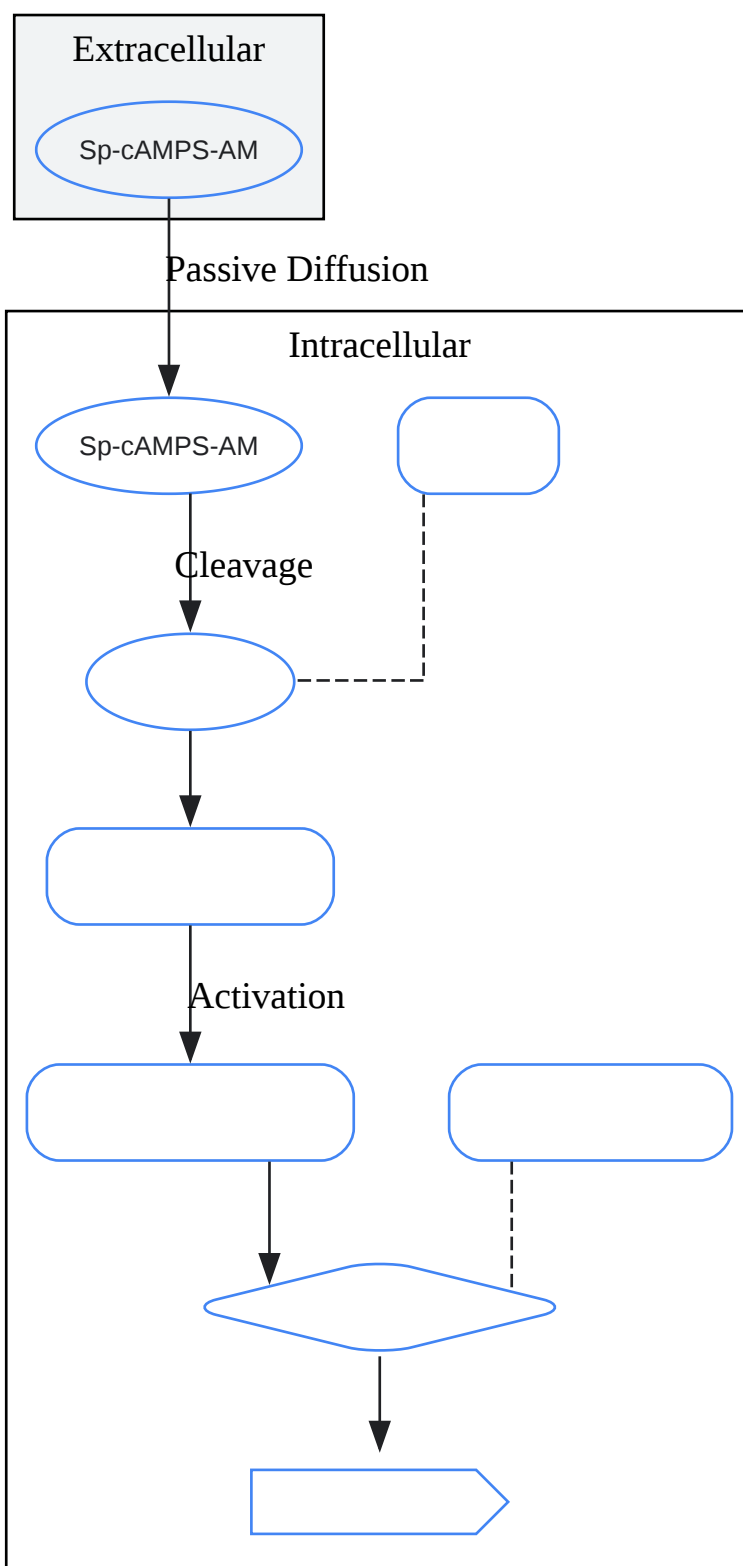 Extracellular
Sp-cAMPS-AM
Passive Diffusion
Intracellular
Sp-cAMPS-AM
Cleavage
Activation